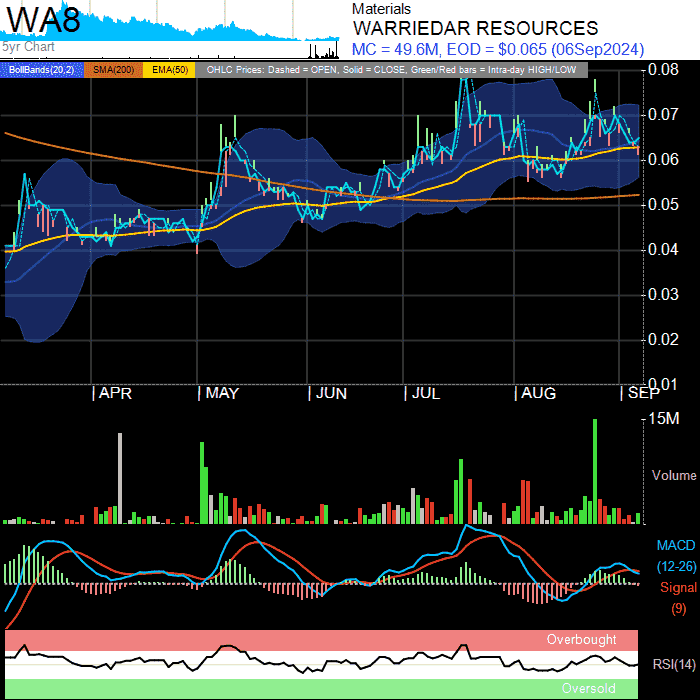 WA8
5yr Chart
Materials
WARRIEDAR RESOURCES
MC = 49.6M, EOD = $0.065 (06Sep2024)
BollBands(20,2) SMA(200) EMA(50) OHLC Prices: Dashed = OPEN, Solid = CLOSE, Green/Red bars = Intra-day HIGH/LOW
0.08
0.07
0.06
0.05
0.04
0.03
0.02
0.01
APR MAY JUN JUL AUG SEP
15M
Volume
MACD
(12-26)
Signal
(9)
Overbought
RSI(14)
Oversold